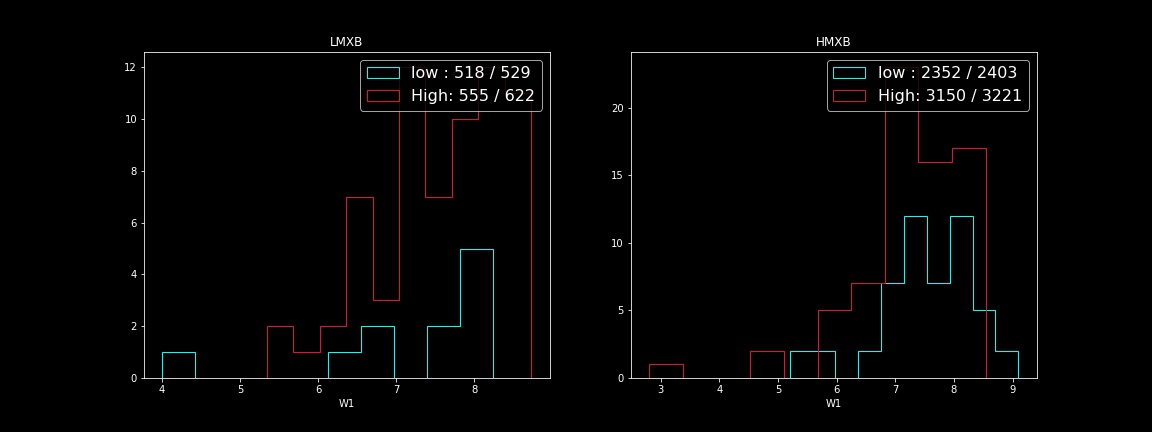 LMXB
low : 518 / 529
High: 555 / 622
12
10
8
6
4
2
0
4 5 6 7 8
W1
HMXB
low : 2352 / 2403
High: 3150 / 3221
20
15
10
5
0
3 4 5 6 7 8 9
W1